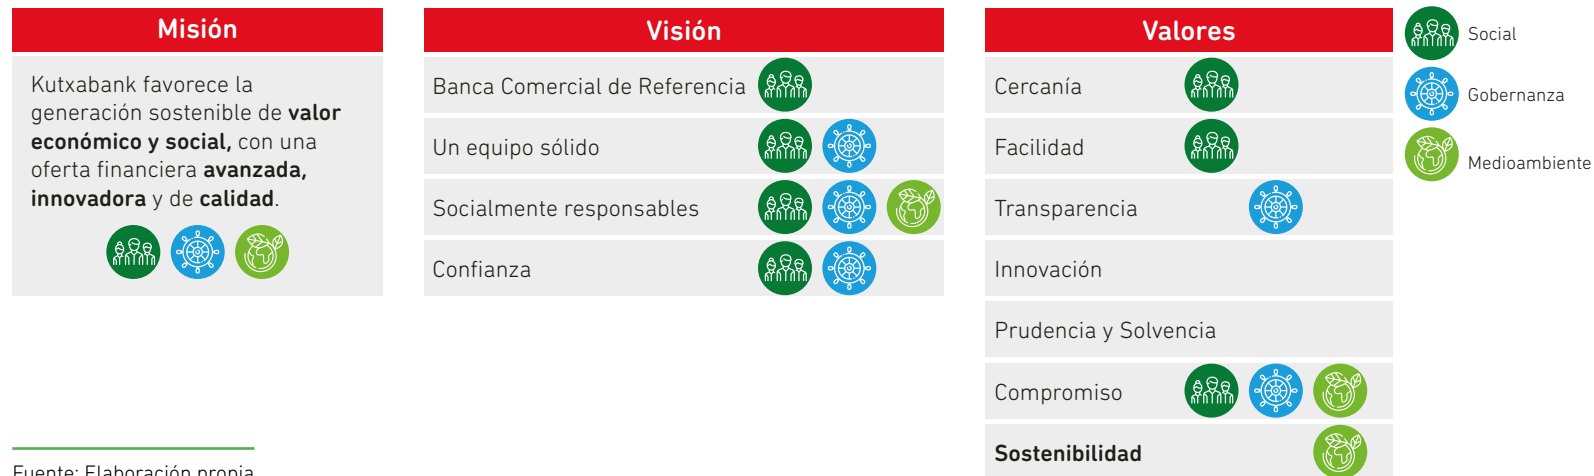 Misión
Kutxabank favorece la
generación sostenible de valor
económico y social, con una
oferta financiera avanzada,
innovadora y de calidad.
Visión
Banca Comercial de Referencia
Un equipo sólido
Socialmente responsables
Confianza
Valores
Cercanía
Facilidad
Transparencia
Innovación
Prudencia y Solvencia
Compromiso
Sostenibilidad
Social
Gobernanza
Medioambiente
Fuente: Elaboración propia